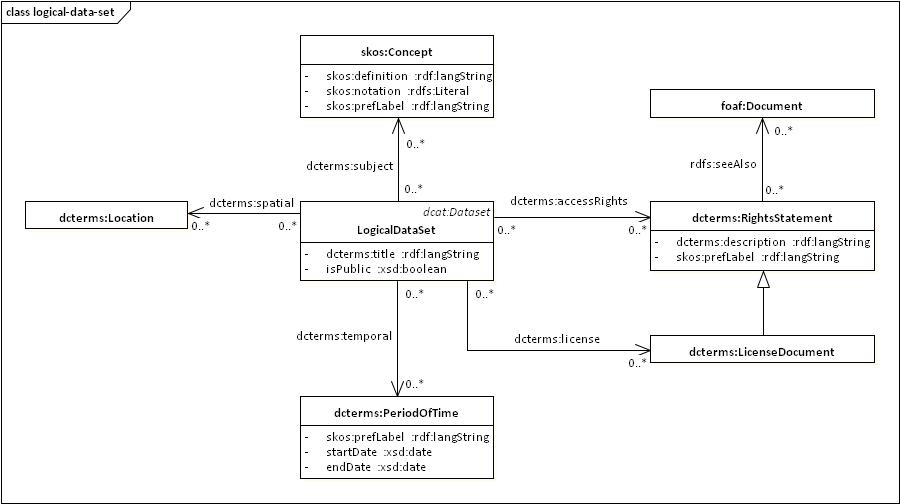 class logical-data-set
skos:Concept
- skos:definition :rdf:langString
- skos:notation :rdfs:Literal
- skos:prefLabel :rdf:langString
foaf:Document
0..*
0..*
dcterms:subject
rdfs:seeAlso
0..*
0..*
dcterms:spatial
0..*
0..*
dcterms:Location
dcat:Dataset
LogicalDataSet
- dcterms:title :rdf:langString
- isPublic :xsd:boolean
dcterms:accessRights
0..*
0..*
dcterms:RightsStatement
- dcterms:description :rdf:langString
- skos:prefLabel :rdf:langString
0..*
0..*
dcterms:temporal
dcterms:license
0..*
dcterms:LicenseDocument
0..*
dcterms:PeriodOfTime
- skos:prefLabel :rdf:langString
- startDate :xsd:date
- endDate :xsd:date